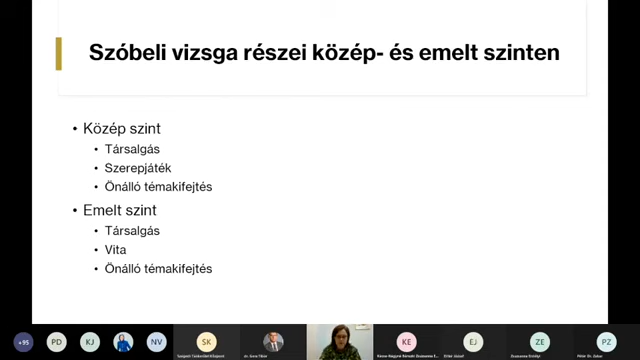 Szóbeli vizsga részei közép- és emelt szinten
• Közép szint
• Társalgás
• Szerepjáték
• Önálló témakifejtés
• Emelt szint
• Társalgás
• Vita
• Önálló témakifejtés
+95
PD
KJ
NV
SK
KE
EJ
ZE
PZ